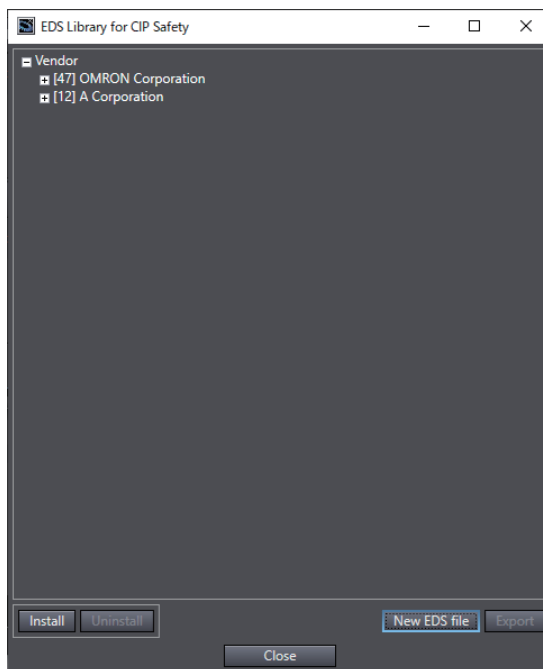 EDS Library for CIP Safety
Vendor
[47] OMRON Corporation
[12] A Corporation
Install Uninstall New EDS file Export
Close